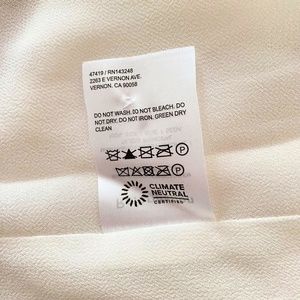 47419 / RN143248
2263 E VERNON AVE.
VERNON, CA 90058
DO NOT WASH. DO NOT BLEACH. DO
NOT DRY. DO NOT IRON. GREEN DRY
CLEAN
P
P
CLIMATE
NEUTRAL
CERTIFIED